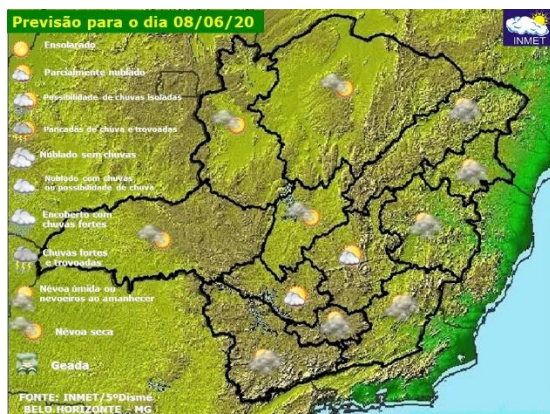 Previsão para o dia 08/06/20
INMET
Ensolarado
Parcialmente nublado
Possibilidade de chuvas isoladas
Pancadas de chuva e trovoadas
Nublado sem chuvas
Nublado com chuvas
ou possibilidade de chuva
Encoberto com
chuvas fortes
Chuvas fortes
e trovoadas
Névoa úmida ou
nevoeiros ao amanhecer
Névoa seca
Geada
FONTE: INMET/5ºDisme
BELO HORIZONTE - MG